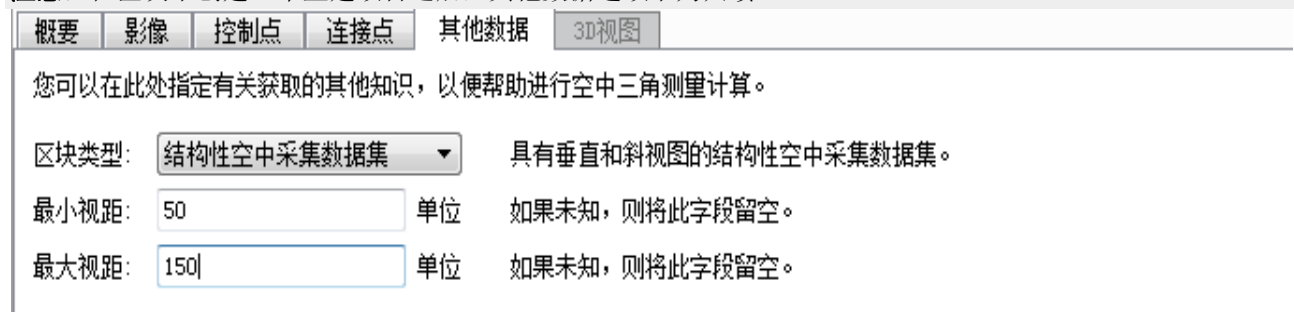 概要 影像 控制点 连接点 其他数据 3D视图
您可以在此处指定有关获取的其他知识，以便帮助进行空中三角测量计算。
区块类型: 结构性空中采集数据集 具有垂直和斜视图的结构性空中采集数据集。
最小视距: 50 单位 如果未知，则将此字段留空。
最大视距: 150 单位 如果未知，则将此字段留空。